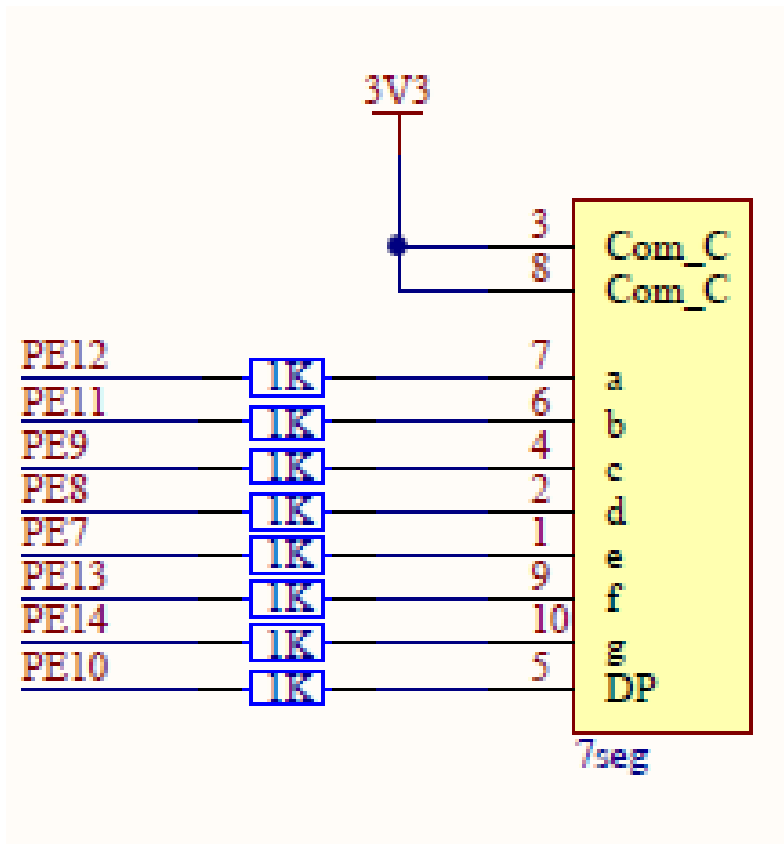 3V3
3 Com_C
8 Com_C
PE12 1K 7 a
PE11 1K 6 b
PE9 1K 4 c
PE8 1K 2 d
PE7 1K 1 e
PE13 1K 9 f
PE14 1K 10 g
PE10 1K 5 DP
7seg